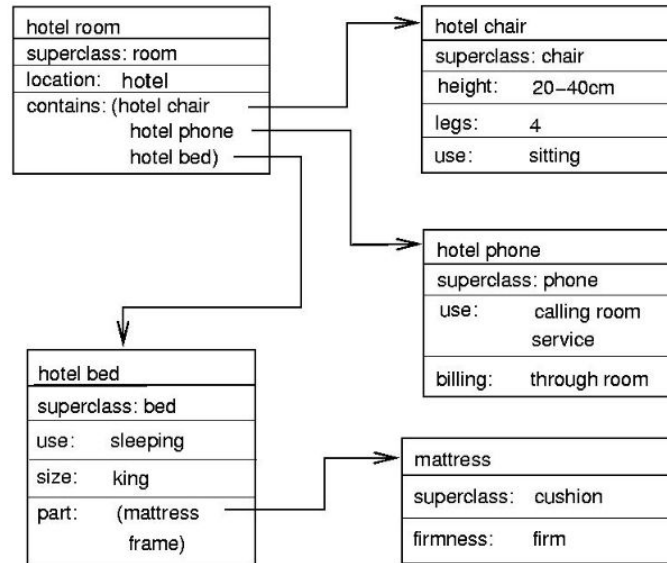 hotel room
superclass: room
location: hotel
contains: (hotel chair
hotel phone
hotel bed)
hotel chair
superclass: chair
height: 20-40cm
legs: 4
use: sitting
hotel phone
superclass: phone
use: calling room
service
billing: through room
hotel bed
superclass: bed
use: sleeping
size: king
part: (mattress
frame)
mattress
superclass: cushion
firmness: firm